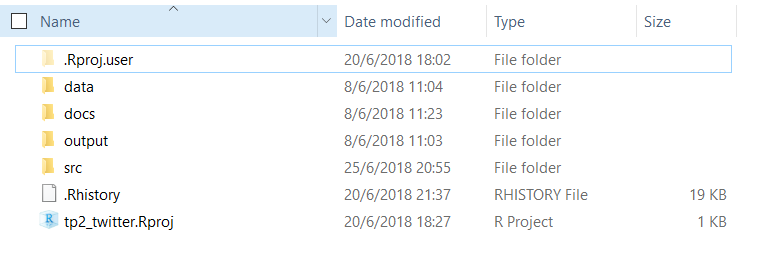 Name Date modified Type Size
.Rproj.user 20/6/2018 18:02 File folder
data 8/6/2018 11:04 File folder
docs 8/6/2018 11:23 File folder
output 8/6/2018 11:03 File folder
src 25/6/2018 20:55 File folder
.Rhistory 20/6/2018 21:37 RHISTORY File 19 KB
R tp2_twitter.Rproj 20/6/2018 18:27 R Project 1 KB